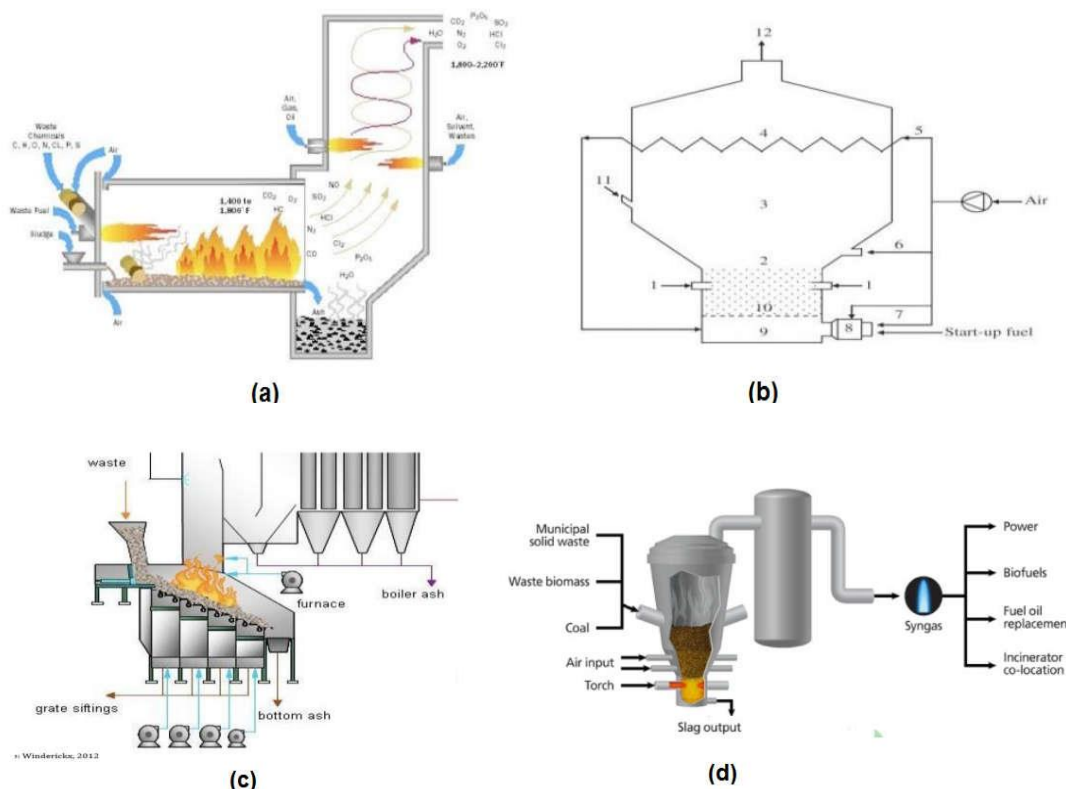 CO₂ P₂O₅ SO₂
H₂O N₂ HCl
O₂ Cl₂
1,800–2,200°F
Air,
Gas,
Oil
Air,
Solvent,
Wastes
Waste
Chemicals
C, H, O, N, CL, P, S
Air
Waste Fuel
Sludge
Air
1,400 to
1,800°F
CO₂ O₂
HC
N₂
CO
NO
SO₂
HCl
Cl₂
P₂O₅
H₂O
Ash
(a)
12
4
5
11
3
Air
6
2
1
1
10
7
9
8
Start-up fuel
(b)
waste
furnace
boiler ash
grate siftings
bottom ash
Winderickx, 2012
(c)
Municipal
solid waste
Waste biomass
Coal
Air input
Torch
Slag output
Syngas
Power
Biofuels
Fuel oil
replacement
Incinerator
co-location
(d)